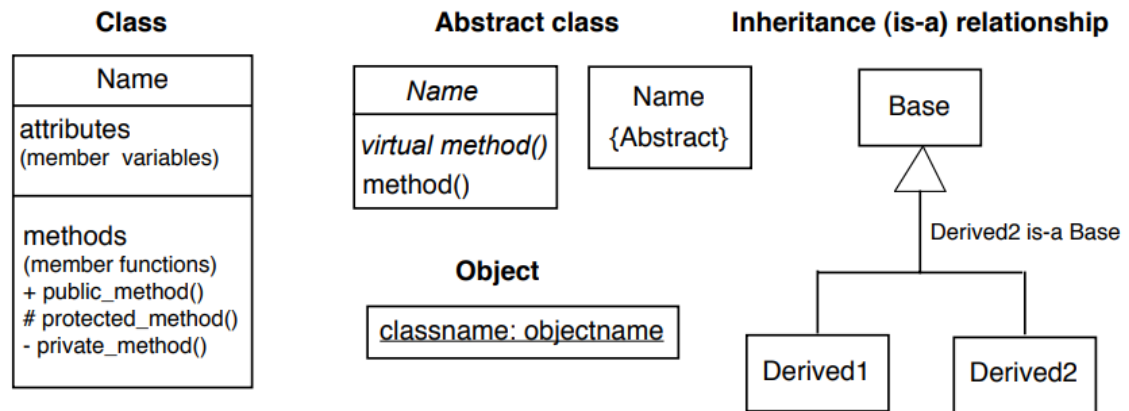 Class
Name
attributes
(member variables)
methods
(member functions)
+ public_method()
# protected_method()
- private_method()
Abstract class
Name
virtual method()
method()
Name
{Abstract}
Object
classname: objectname
Inheritance (is-a) relationship
Base
Derived2 is-a Base
Derived1
Derived2